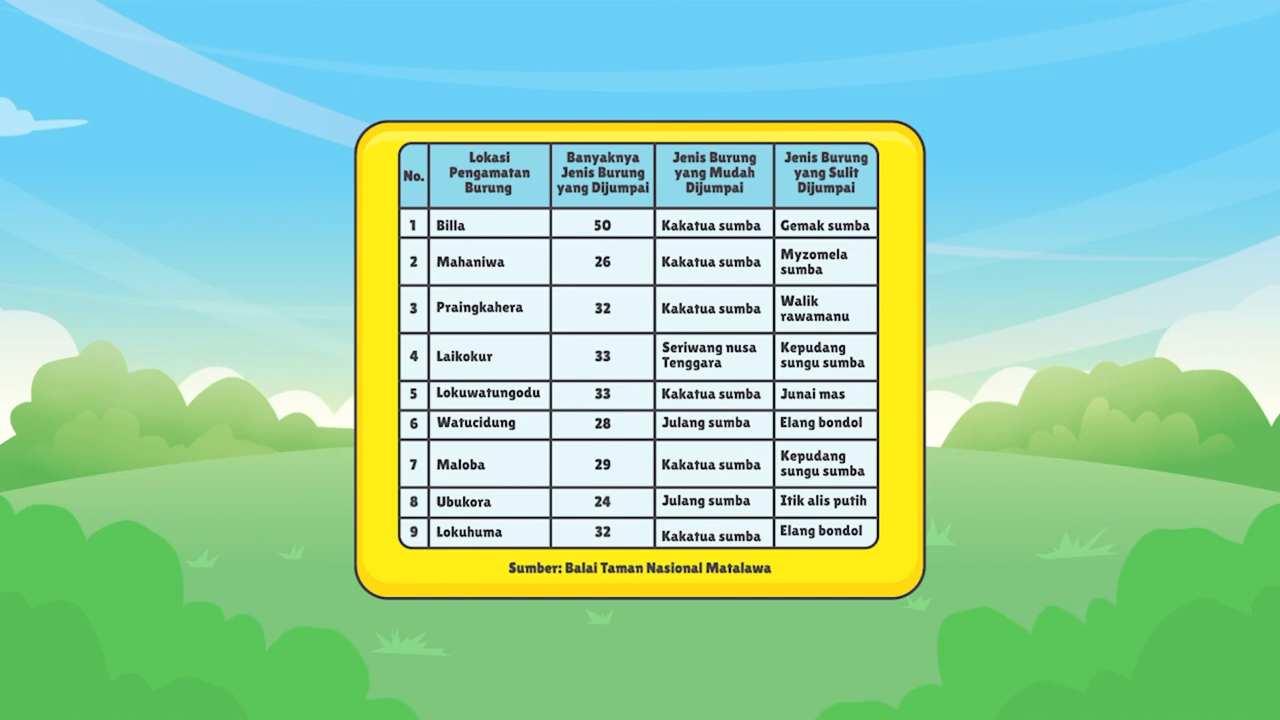 No. Lokasi Pengamatan Burung Banyaknya Jenis Burung yang Dijumpai Jenis Burung yang Mudah Dijumpai Jenis Burung yang Sulit Dijumpai
1 Billa 50 Kakatua sumba Gemak sumba
2 Mahaniwa 26 Kakatua sumba Myzomela sumba
3 Praingkahera 32 Kakatua sumba Walik rawamanu
4 Laikokur 33 Seriwang nusa Tenggara Kepudang sungu sumba
5 Lokuwatungodu 33 Kakatua sumba Junai mas
6 Watucidung 28 Julang sumba Elang bondol
7 Maloba 29 Kakatua sumba Kepudang sungu sumba
8 Ubukora 24 Julang sumba Itik alis putih
9 Lokuhuma 32 Kakatua sumba Elang bondol
Sumber: Balai Taman Nasional Matalawa